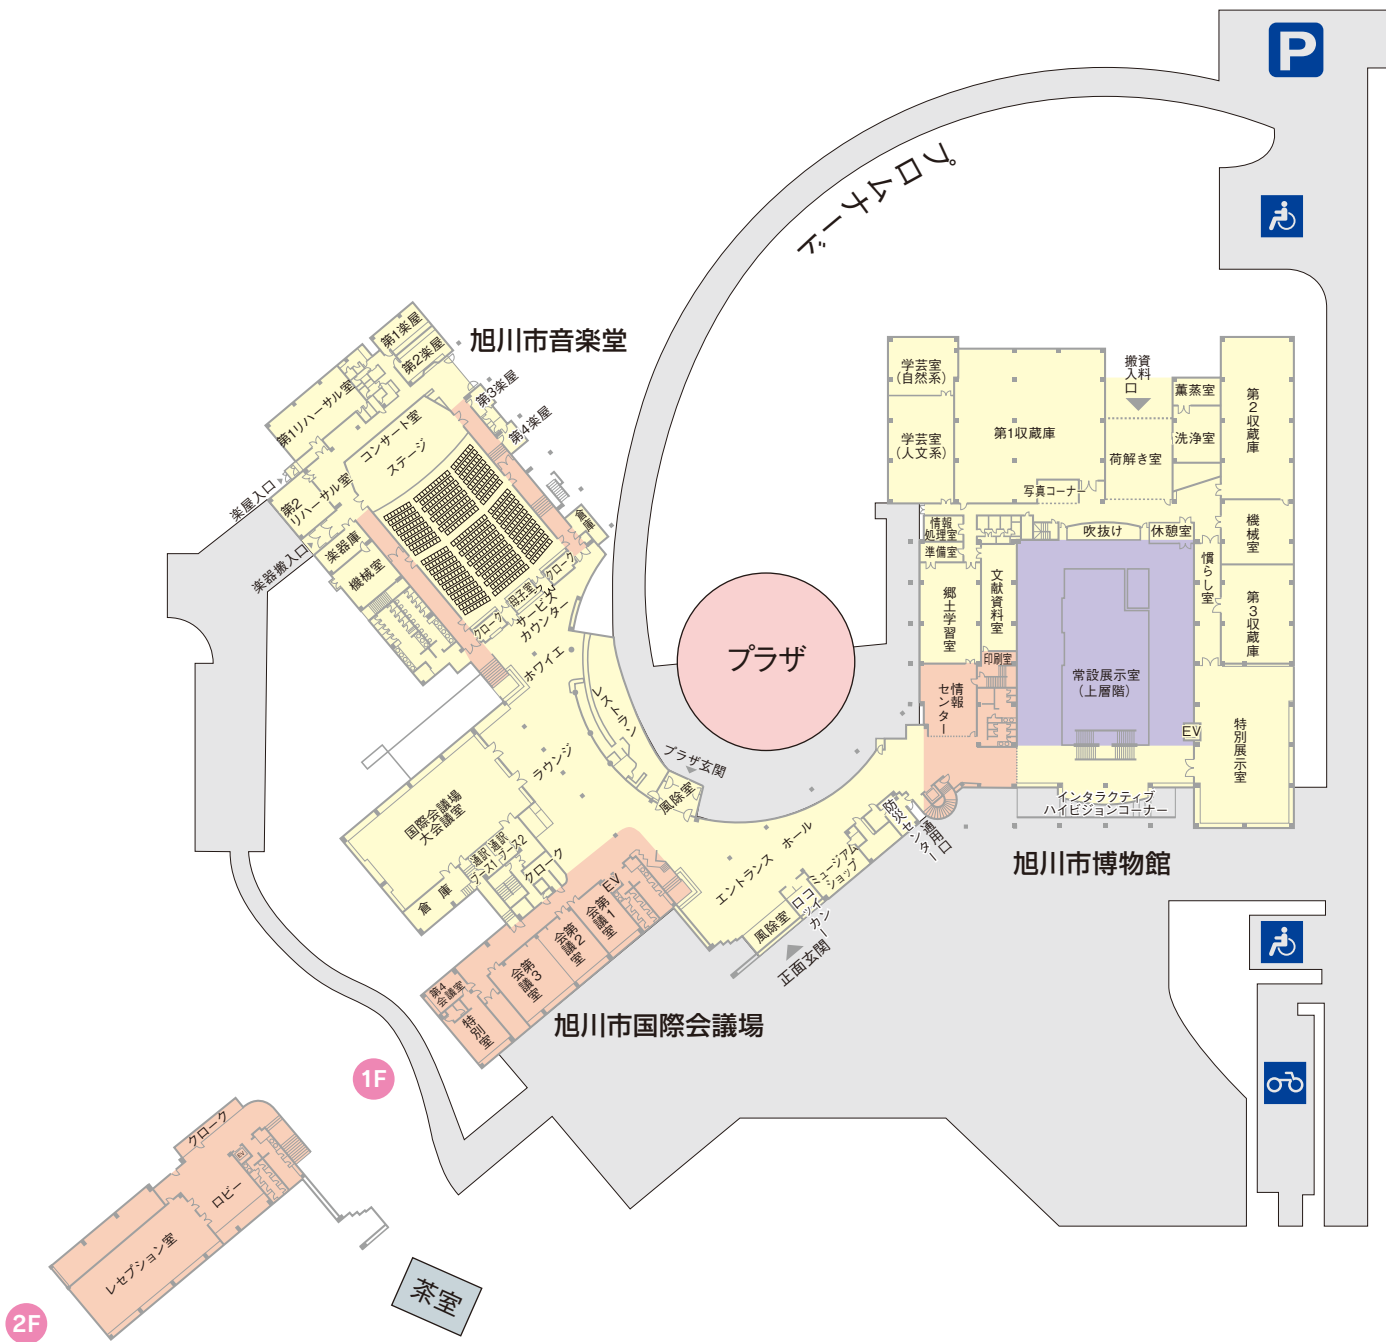 P
プロムナード
旭川市音楽堂
第1楽屋
第2楽屋
第3楽屋
第4楽屋
第1リハーサル室
コンサート室
ステージ
楽屋入口
第2
リハーサル室
楽器搬入口
楽器庫
機械室
倉庫
クローク
母子室
クローク
サービス
カウンター
ホワイエ
レストラン
ラウンジ
プラザ
プラザ玄関
風除室
国際会議場
大会議室
通訳
ブース1
通訳
ブース2
クローク
倉庫
EV
第1
会議室
第2
会議室
第3
会議室
第4
会議室
特別室
旭川市国際会議場
エントランス ホール
風除室
コイン
ロッカー
正面玄関
ミュージアム
ショップ
防災センター
通用口
学芸室
(自然系)
学芸室
(人文系)
第1収蔵庫
写真コーナー
資料
搬入口
荷解き室
薫蒸室
洗浄室
第2収蔵庫
情報
処理室
準備室
郷土学習室
文献資料室
印刷室
情報
センター
吹抜け
休憩室
慣らし室
機械室
第3収蔵庫
常設展示室
(上層階)
EV
特別展示室
インタラクティブ
ハイビジョンコーナー
旭川市博物館
1F
クローク
EV
ロビー
レセプション室
2F
茶室